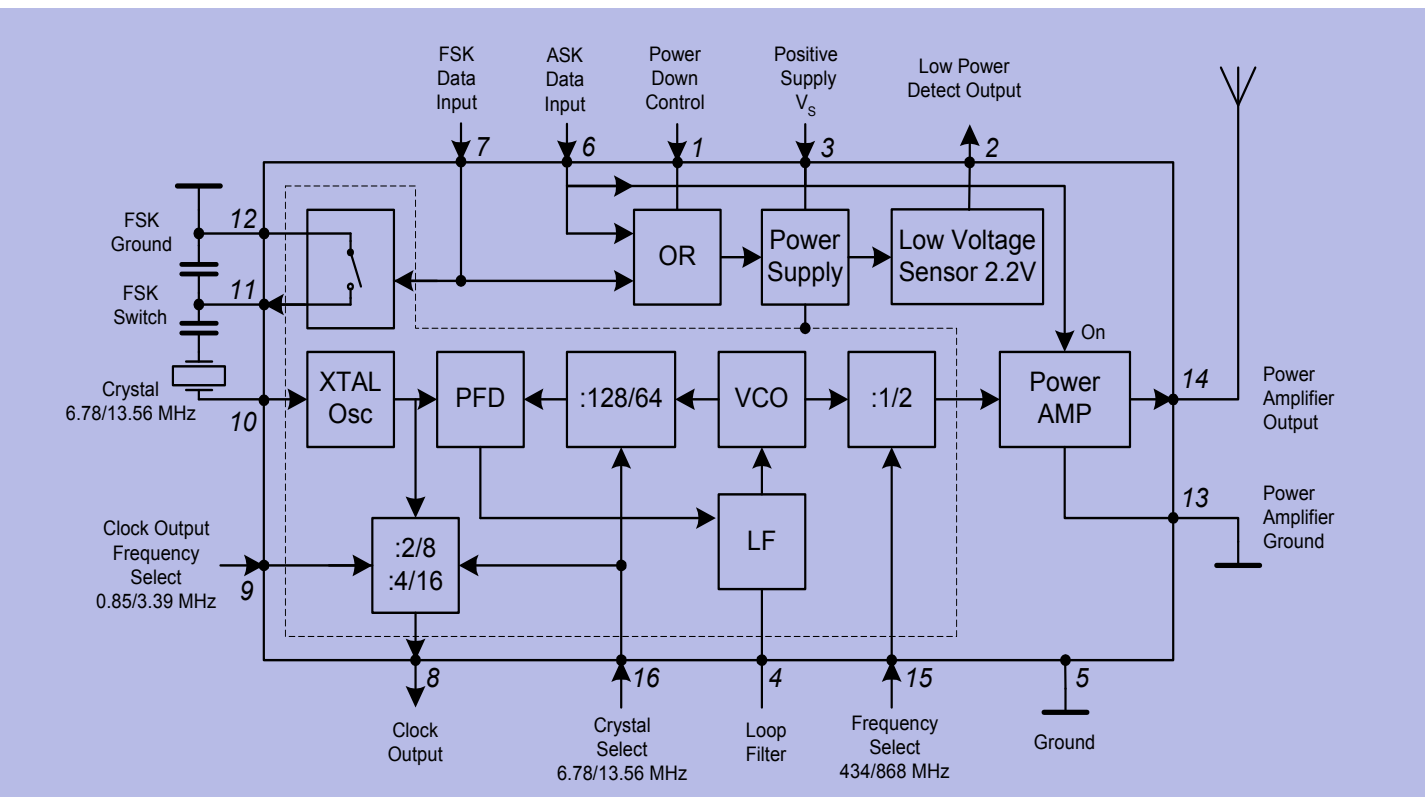 FSK
Data
Input
ASK
Data
Input
Power
Down
Control
Positive
Supply
VS
Low Power
Detect Output
7
6
1
3
2
FSK
Ground
12
FSK
Switch
11
OR
Power
Supply
Low Voltage
Sensor 2.2V
On
Crystal
6.78/13.56 MHz
10
XTAL
Osc
PFD
:128/64
VCO
:1/2
Power
AMP
14
Power
Amplifier
Output
13
Power
Amplifier
Ground
Clock Output
Frequency
Select
0.85/3.39 MHz
9
:2/8
:4/16
LF
8
16
4
15
5
Clock
Output
Crystal
Select
6.78/13.56 MHz
Loop
Filter
Frequency
Select
434/868 MHz
Ground